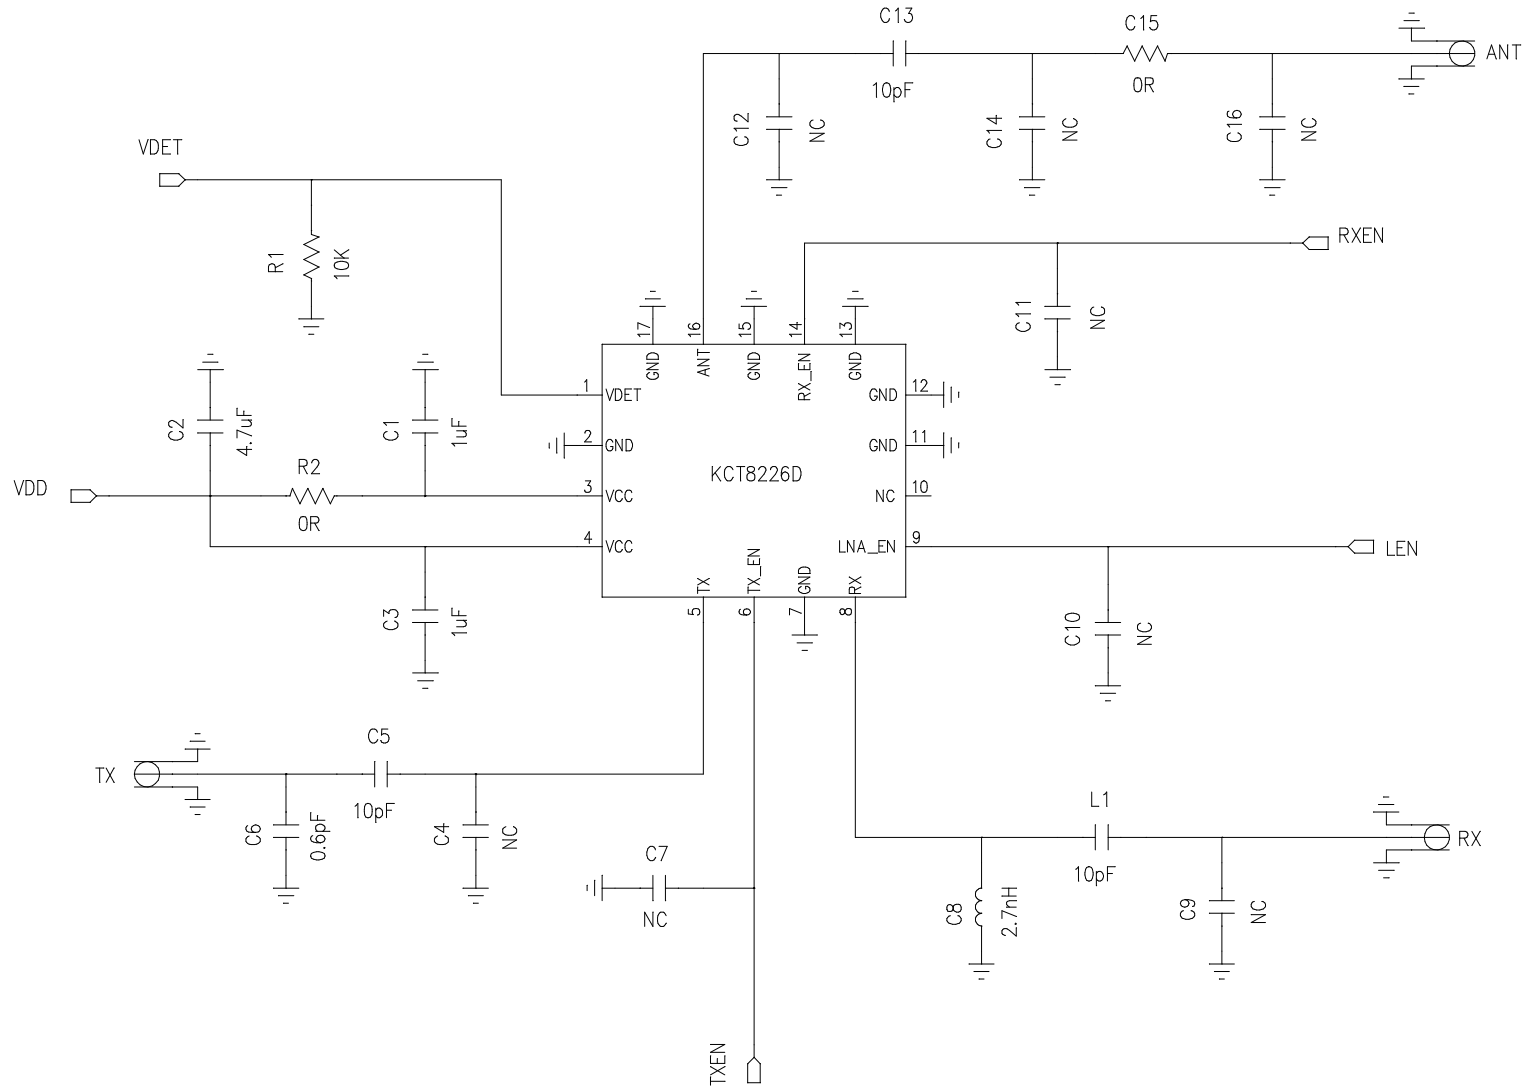 C13
10pF
C15
0R
ANT
C12
NC
C14
NC
C16
NC
VDET
R1
10K
RXEN
C11
NC
17
GND
16
ANT
15
GND
14
RX_EN
13
GND
1
VDET
2
GND
3
VCC
4
VCC
KCT8226D
GND
12
GND
11
NC
10
LNA_EN
9
C2
4.7uF
C1
1uF
VDD
R2
0R
C3
1uF
LEN
C10
NC
TX
5
TX_EN
6
GND
7
RX
8
TX
C5
10pF
C6
0.6pF
C4
NC
C7
NC
L1
10pF
RX
C8
2.7nH
C9
NC
TXEN